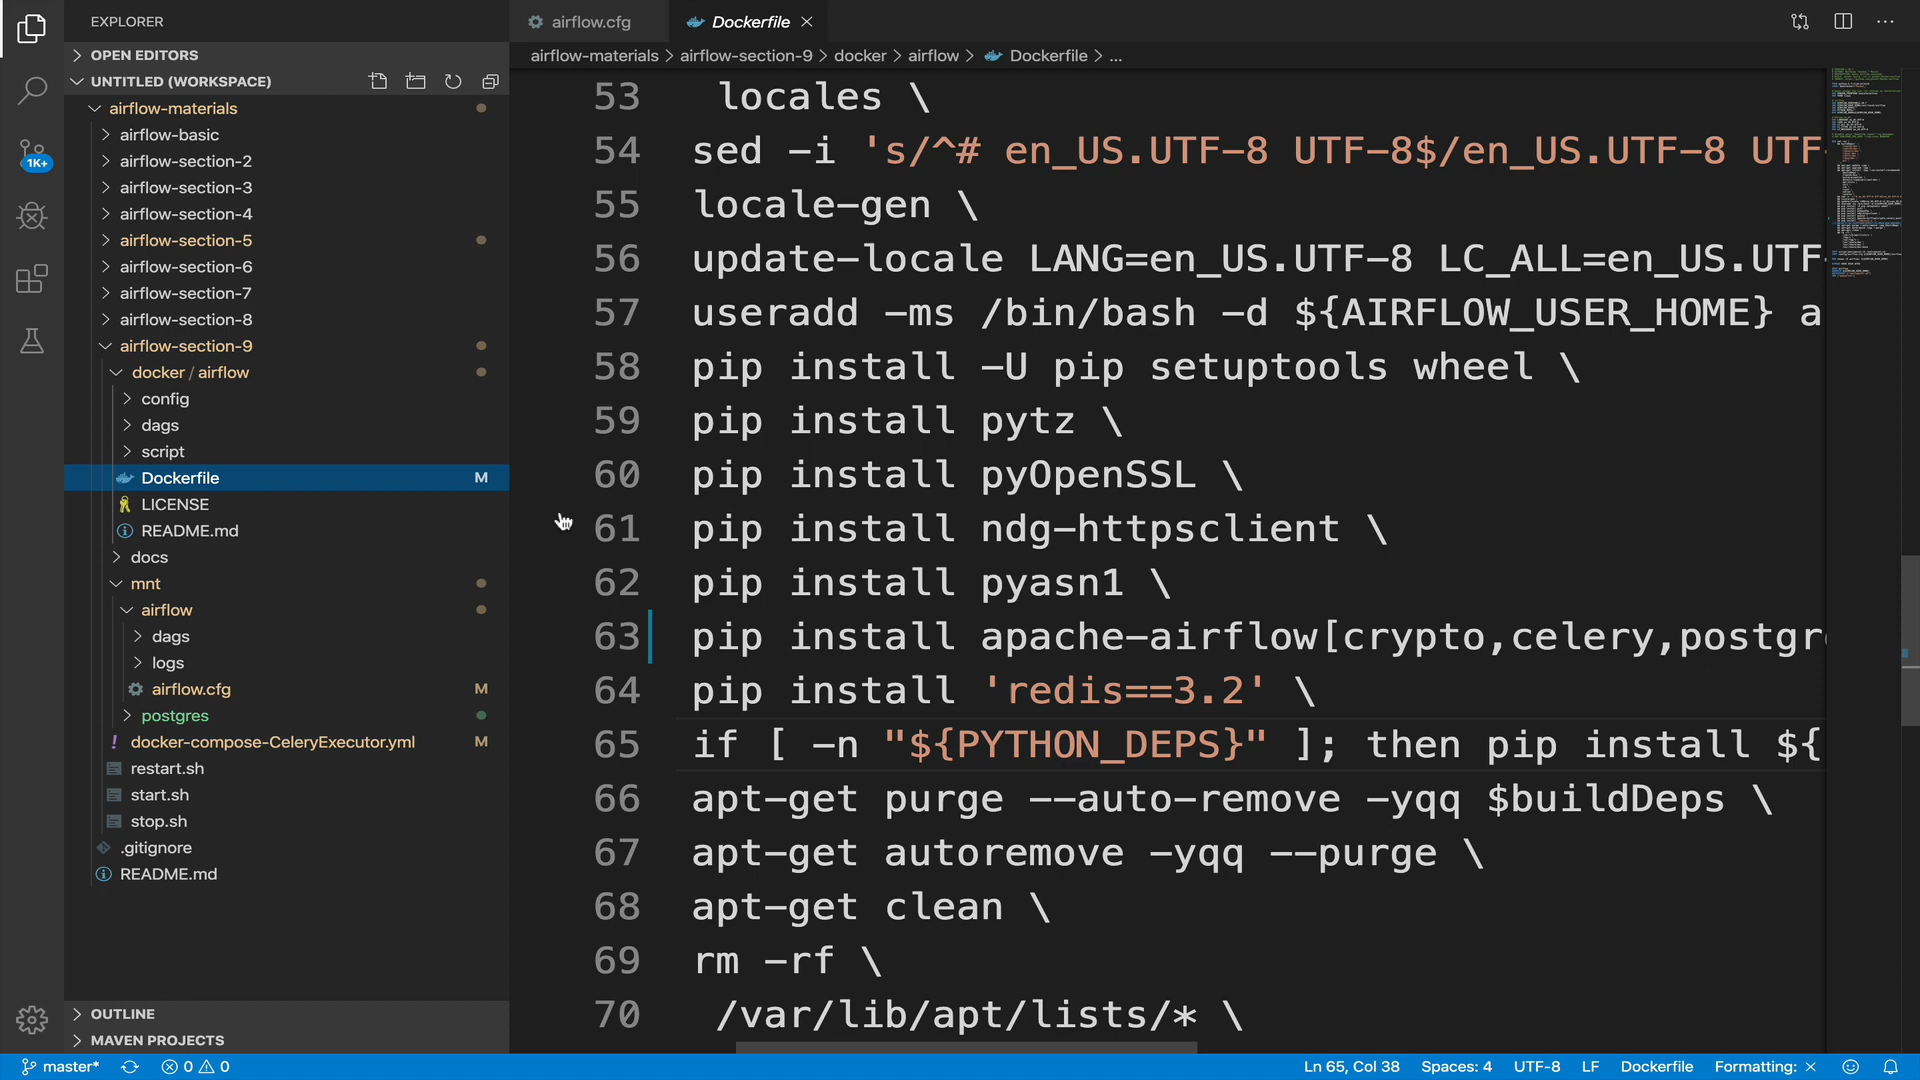 EXPLORER
OPEN EDITORS
UNTITLED (WORKSPACE)
airflow-materials
airflow-basic
airflow-section-2
airflow-section-3
airflow-section-4
airflow-section-5
airflow-section-6
airflow-section-7
airflow-section-8
airflow-section-9
docker / airflow
config
dags
script
Dockerfile M
LICENSE
README.md
docs
mnt
airflow
dags
logs
airflow.cfg M
postgres
! docker-compose-CeleryExecutor.yml M
restart.sh
start.sh
stop.sh
.gitignore
README.md
OUTLINE
MAVEN PROJECTS
1K+
airflow.cfg
Dockerfile
airflow-materials > airflow-section-9 > docker > airflow > Dockerfile > ...
53 locales \
54 sed -i 's/^# en_US.UTF-8 UTF-8$/en_US.UTF-8 UTF-
55 locale-gen \
56 update-locale LANG=en_US.UTF-8 LC_ALL=en_US.UTF
57 useradd -ms /bin/bash -d ${AIRFLOW_USER_HOME} a
58 pip install -U pip setuptools wheel \
59 pip install pytz \
60 pip install pyOpenSSL \
61 pip install ndg-httpsclient \
62 pip install pyasn1 \
63 pip install apache-airflow[crypto,celery,postgr
64 pip install 'redis==3.2' \
65 if [ -n "${PYTHON_DEPS}" ]; then pip install ${
66 apt-get purge --auto-remove -yqq $buildDeps \
67 apt-get autoremove -yqq --purge \
68 apt-get clean \
69 rm -rf \
70 /var/lib/apt/lists/* \
master* 0 0 Ln 65, Col 38 Spaces: 4 UTF-8 LF Dockerfile Formatting: ×